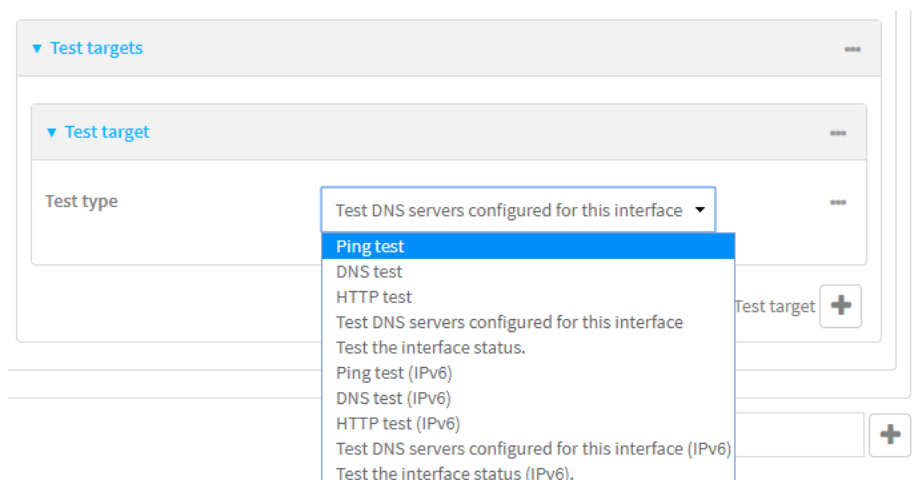 Test targets
Test target
Test type
Test DNS servers configured for this interface
Ping test
DNS test
HTTP test
Test DNS servers configured for this interface
Test the interface status.
Ping test (IPv6)
DNS test (IPv6)
HTTP test (IPv6)
Test DNS servers configured for this interface (IPv6)
Test the interface status (IPv6).
Test target